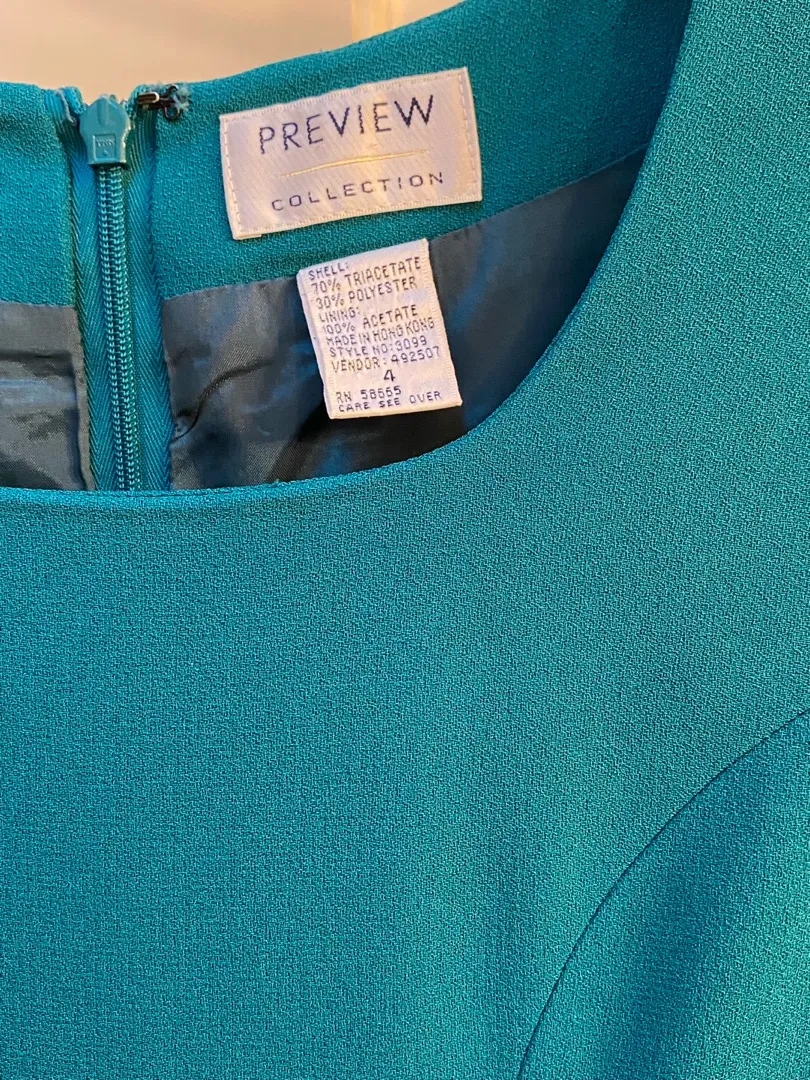 PREVIEW
COLLECTION
SHELL:
70% TRIACETATE
30% POLYESTER
LINING:
100% ACETATE
MADE IN HONG KONG
STYLE NO:3099
VENDOR:492507
4
RN 58665
CARE SEE OVER